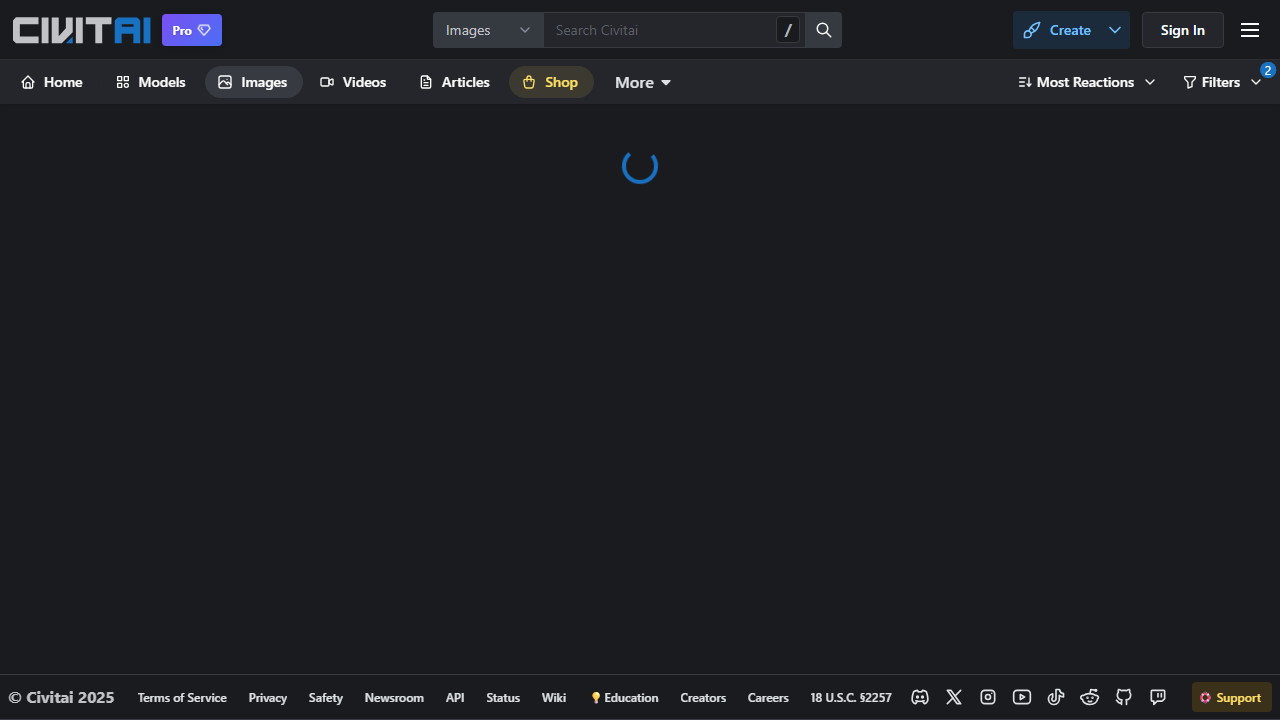 CIVITAI Pro Images Search Civitai / Create Sign In
Home Models Images Videos Articles Shop More Most Reactions Filters 2
© Civitai 2025 Terms of Service Privacy Safety Newsroom API Status Wiki Education Creators Careers 18 U.S.C. §2257 Support